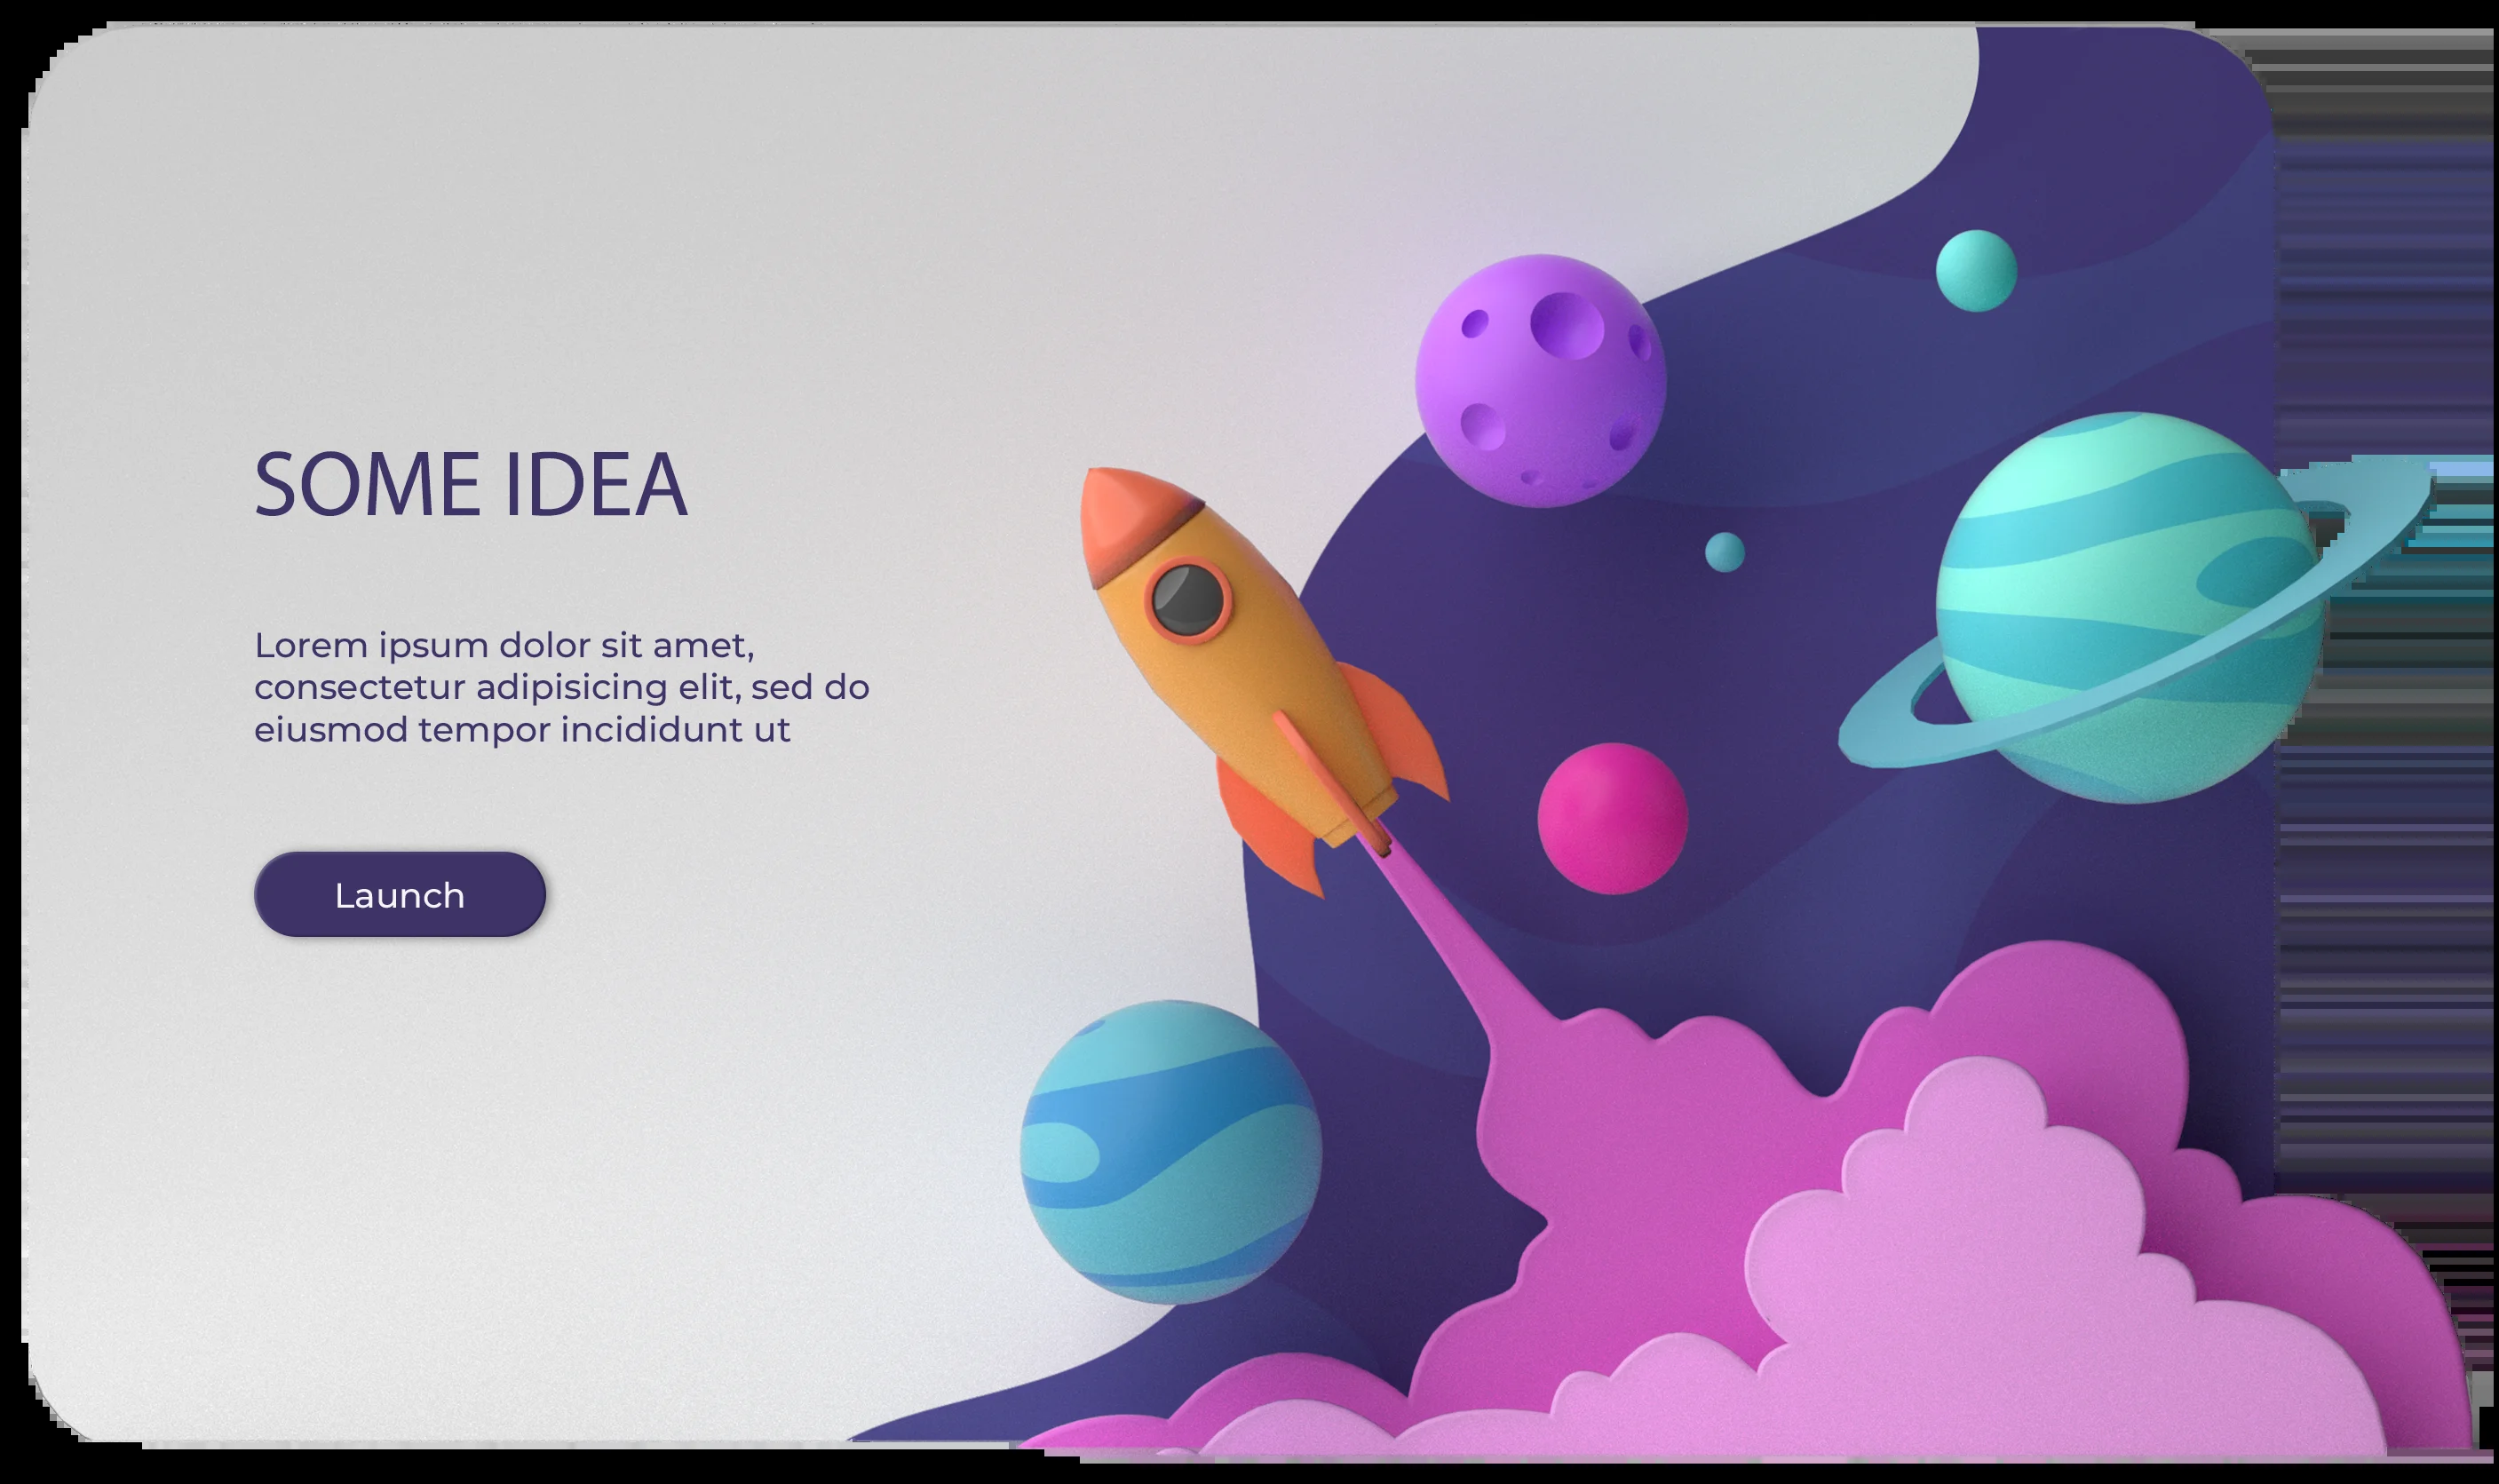 SOME IDEA
Lorem ipsum dolor sit amet,
consectetur adipisicing elit, sed do
eiusmod tempor incididunt ut
Launch